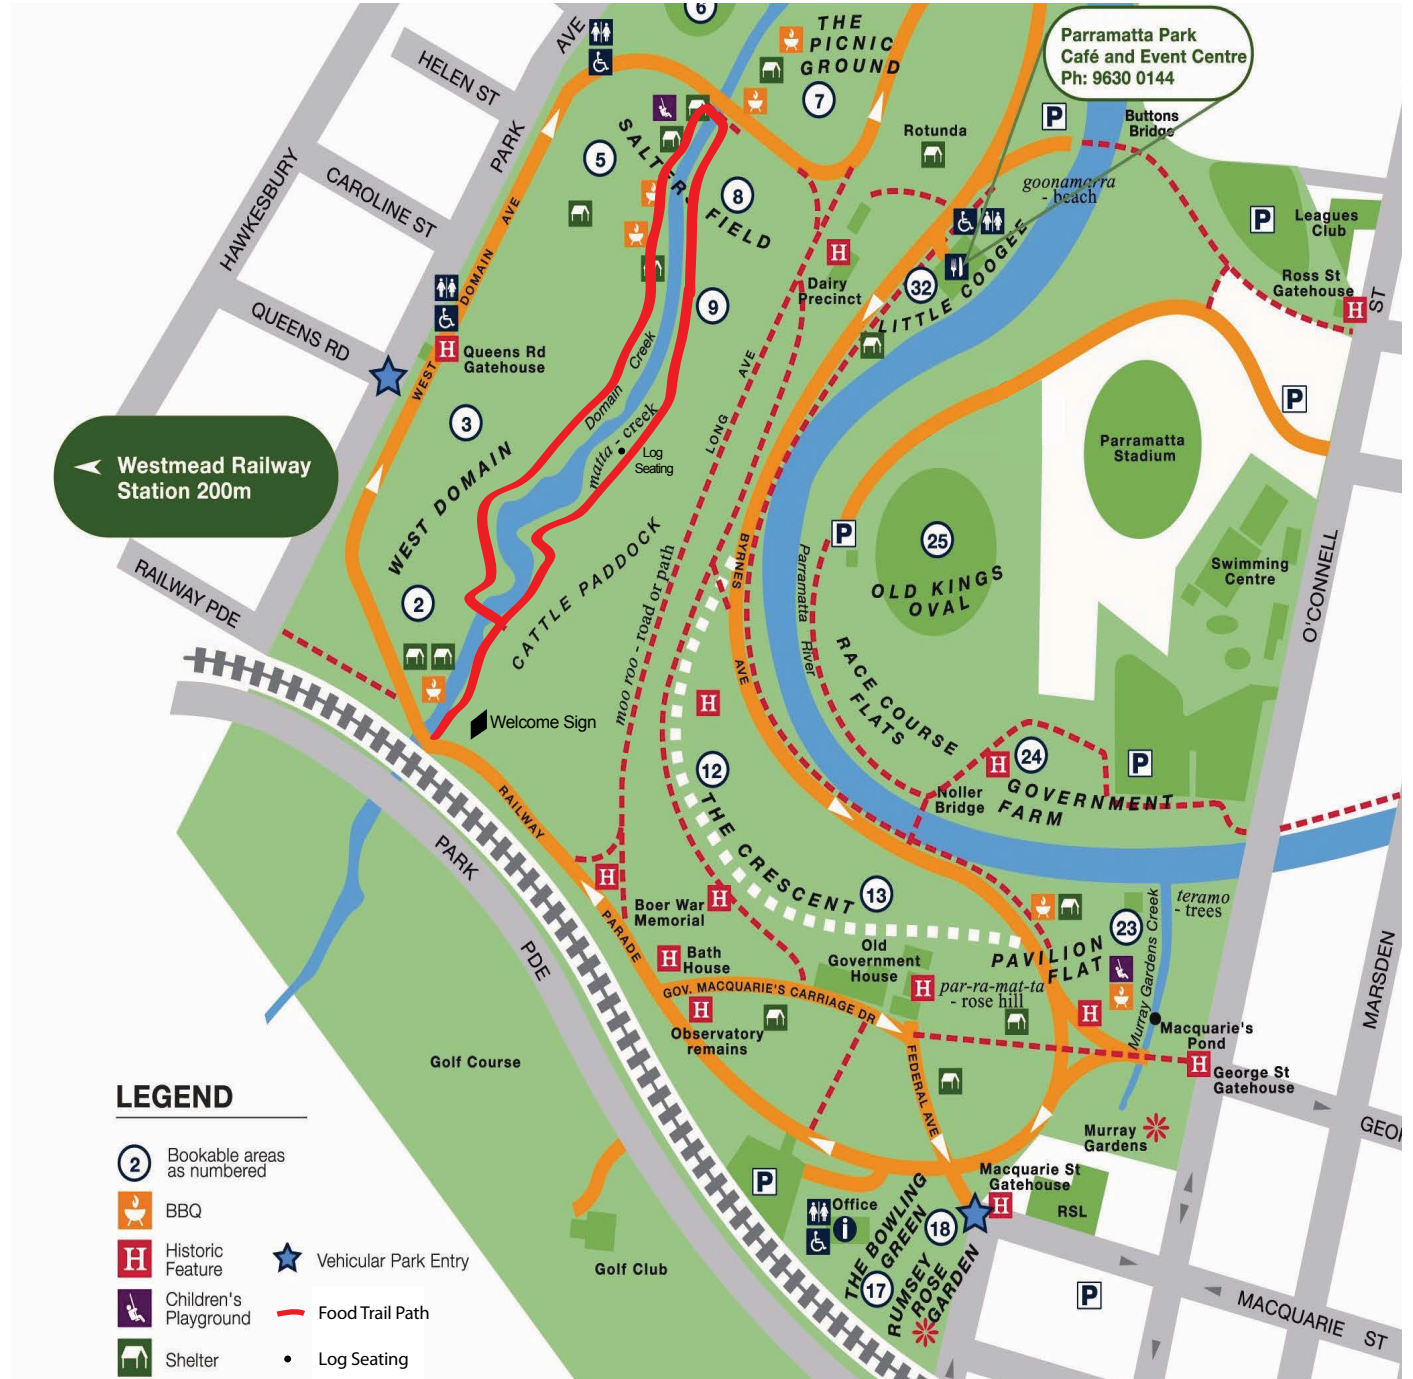 6
THE
PICNIC
GROUND
7
Parramatta Park
Café and Event Centre
Ph: 9630 0144
HELEN ST
PARK AVE
CAROLINE ST
HAWKESBURY
QUEENS RD
WEST DOMAIN AVE
Queens Rd
Gatehouse
H
5
SALTER FIELD
8
9
Rotunda
P
Buttons
Bridge
goonamarra
- beach
P
Leagues
Club
Ross St
Gatehouse
H
ST
H
Dairy
Precinct
32
LITTLE COOGEE
P
3
WEST DOMAIN
Domain Creek
matta - creek
Log
Seating
LONG AVE
Parramatta
Stadium
Westmead Railway
Station 200m
RAILWAY PDE
2
CATTLE PADDOCK
moo roo - road or path
BYRNES AVE
Parramatta River
P
25
OLD KINGS
OVAL
Swimming
Centre
O'CONNELL
RACE COURSE
FLATS
Welcome Sign
H
12
THE CRESCENT
13
H
24
GOVERNMENT
FARM
P
Noller
Bridge
RAILWAY PARADE
PARK PDE
H
Boer War
Memorial
H
H
Bath
House
GOV. MACQUARIE'S CARRIAGE DR
H
Observatory
remains
Old
Government
House
H
par-ra-mat-ta
- rose hill
PAVILION
FLAT
23
teramo
- trees
Murray Gardens Creek
H
Macquarie's
Pond
H
George St
Gatehouse
MARSDEN
GEOR
FEDERAL AVE
Murray
Gardens
Golf Course
Golf Club
P
Office
i
THE BOWLING
GREEN
17
18
RUMSEY
ROSE
GARDEN
Macquarie St
Gatehouse
H
RSL
P
MACQUARIE ST
LEGEND
2
Bookable areas
as numbered
BBQ
H
Historic
Feature
Vehicular Park Entry
Children's
Playground
Food Trail Path
Shelter
Log Seating